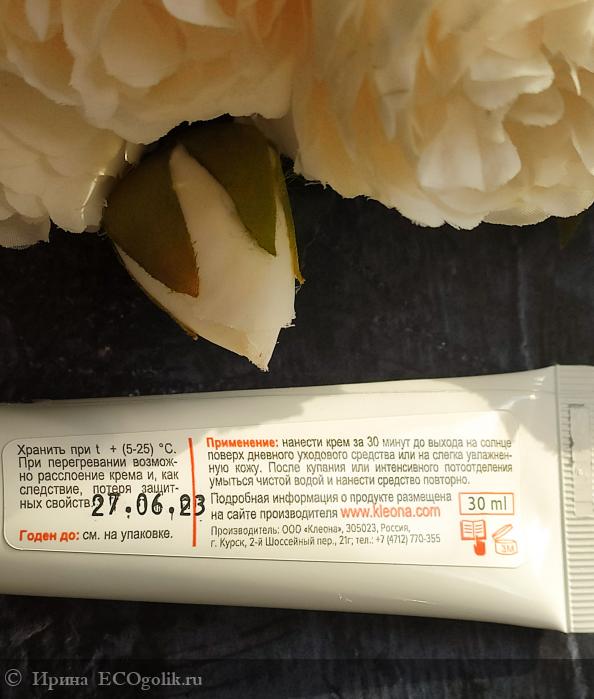 Хранить при t + (5-25) °C.
При перегревании возмож-
но расслоение крема и, как
следствие, потеря защит-
ных свойств.
27.06.23
Годен до: см. на упаковке.
Применение: нанести крем за 30 минут до выхода на солнце
поверх дневного уходового средства или на слегка увлажнен-
ную кожу. После купания или интенсивного потоотделения
умыться чистой водой и нанести средство повторно.
Подробная информация о продукте размещена
на сайте производителя www.kleona.com
Производитель: ООО «Клеона», 305023, Россия,
г. Курск, 2-й Шоссейный пер., 21г; тел.: +7 (4712) 770-355
30 ml
3M
© Ирина ECOgolik.ru